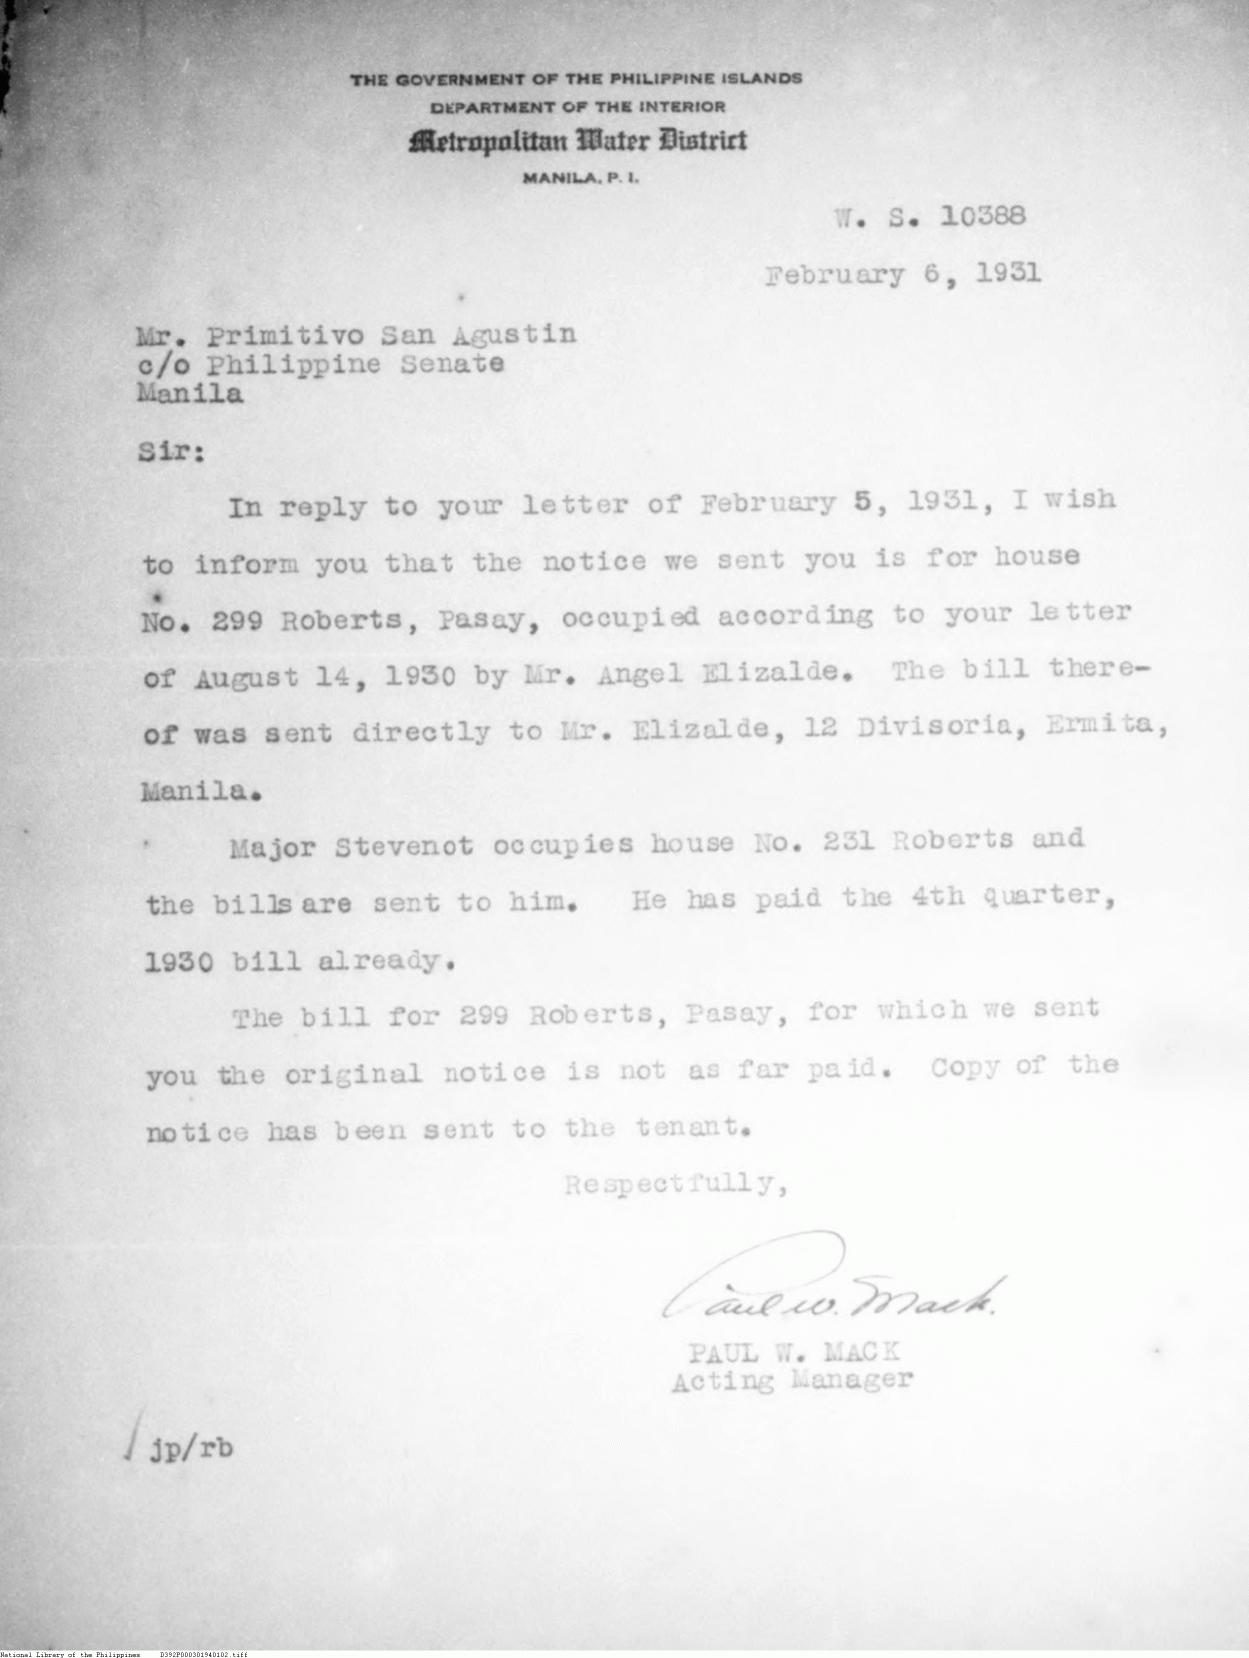 THE GOVERNMENT OF THE PHILIPPINE ISLANDS
DEPARTMENT OF THE INTERIOR
Metropolitan Water District
MANILA, P. I.
W. S. 10388
February 6, 1931
Mr. Primitivo San Agustin
c/o Philippine Senate
Manila
Sir:
In reply to your letter of February 5, 1931, I wish
to inform you that the notice we sent you is for house
No. 299 Roberts, Pasay, occupied according to your letter
of August 14, 1930 by Mr. Angel Elizalde. The bill there-
of was sent directly to Mr. Elizalde, 12 Divisoria, Ermita,
Manila.
Major Stevenot occupies house No. 231 Roberts and
the bills are sent to him. He has paid the 4th quarter,
1930 bill already.
The bill for 299 Roberts, Pasay, for which we sent
you the original notice is not as far paid. Copy of the
notice has been sent to the tenant.
Respectfully,
Paul W. Mack.
PAUL W. MACK
Acting Manager
jp/rb
National Library of the Philippines D392P000301940102.tiff